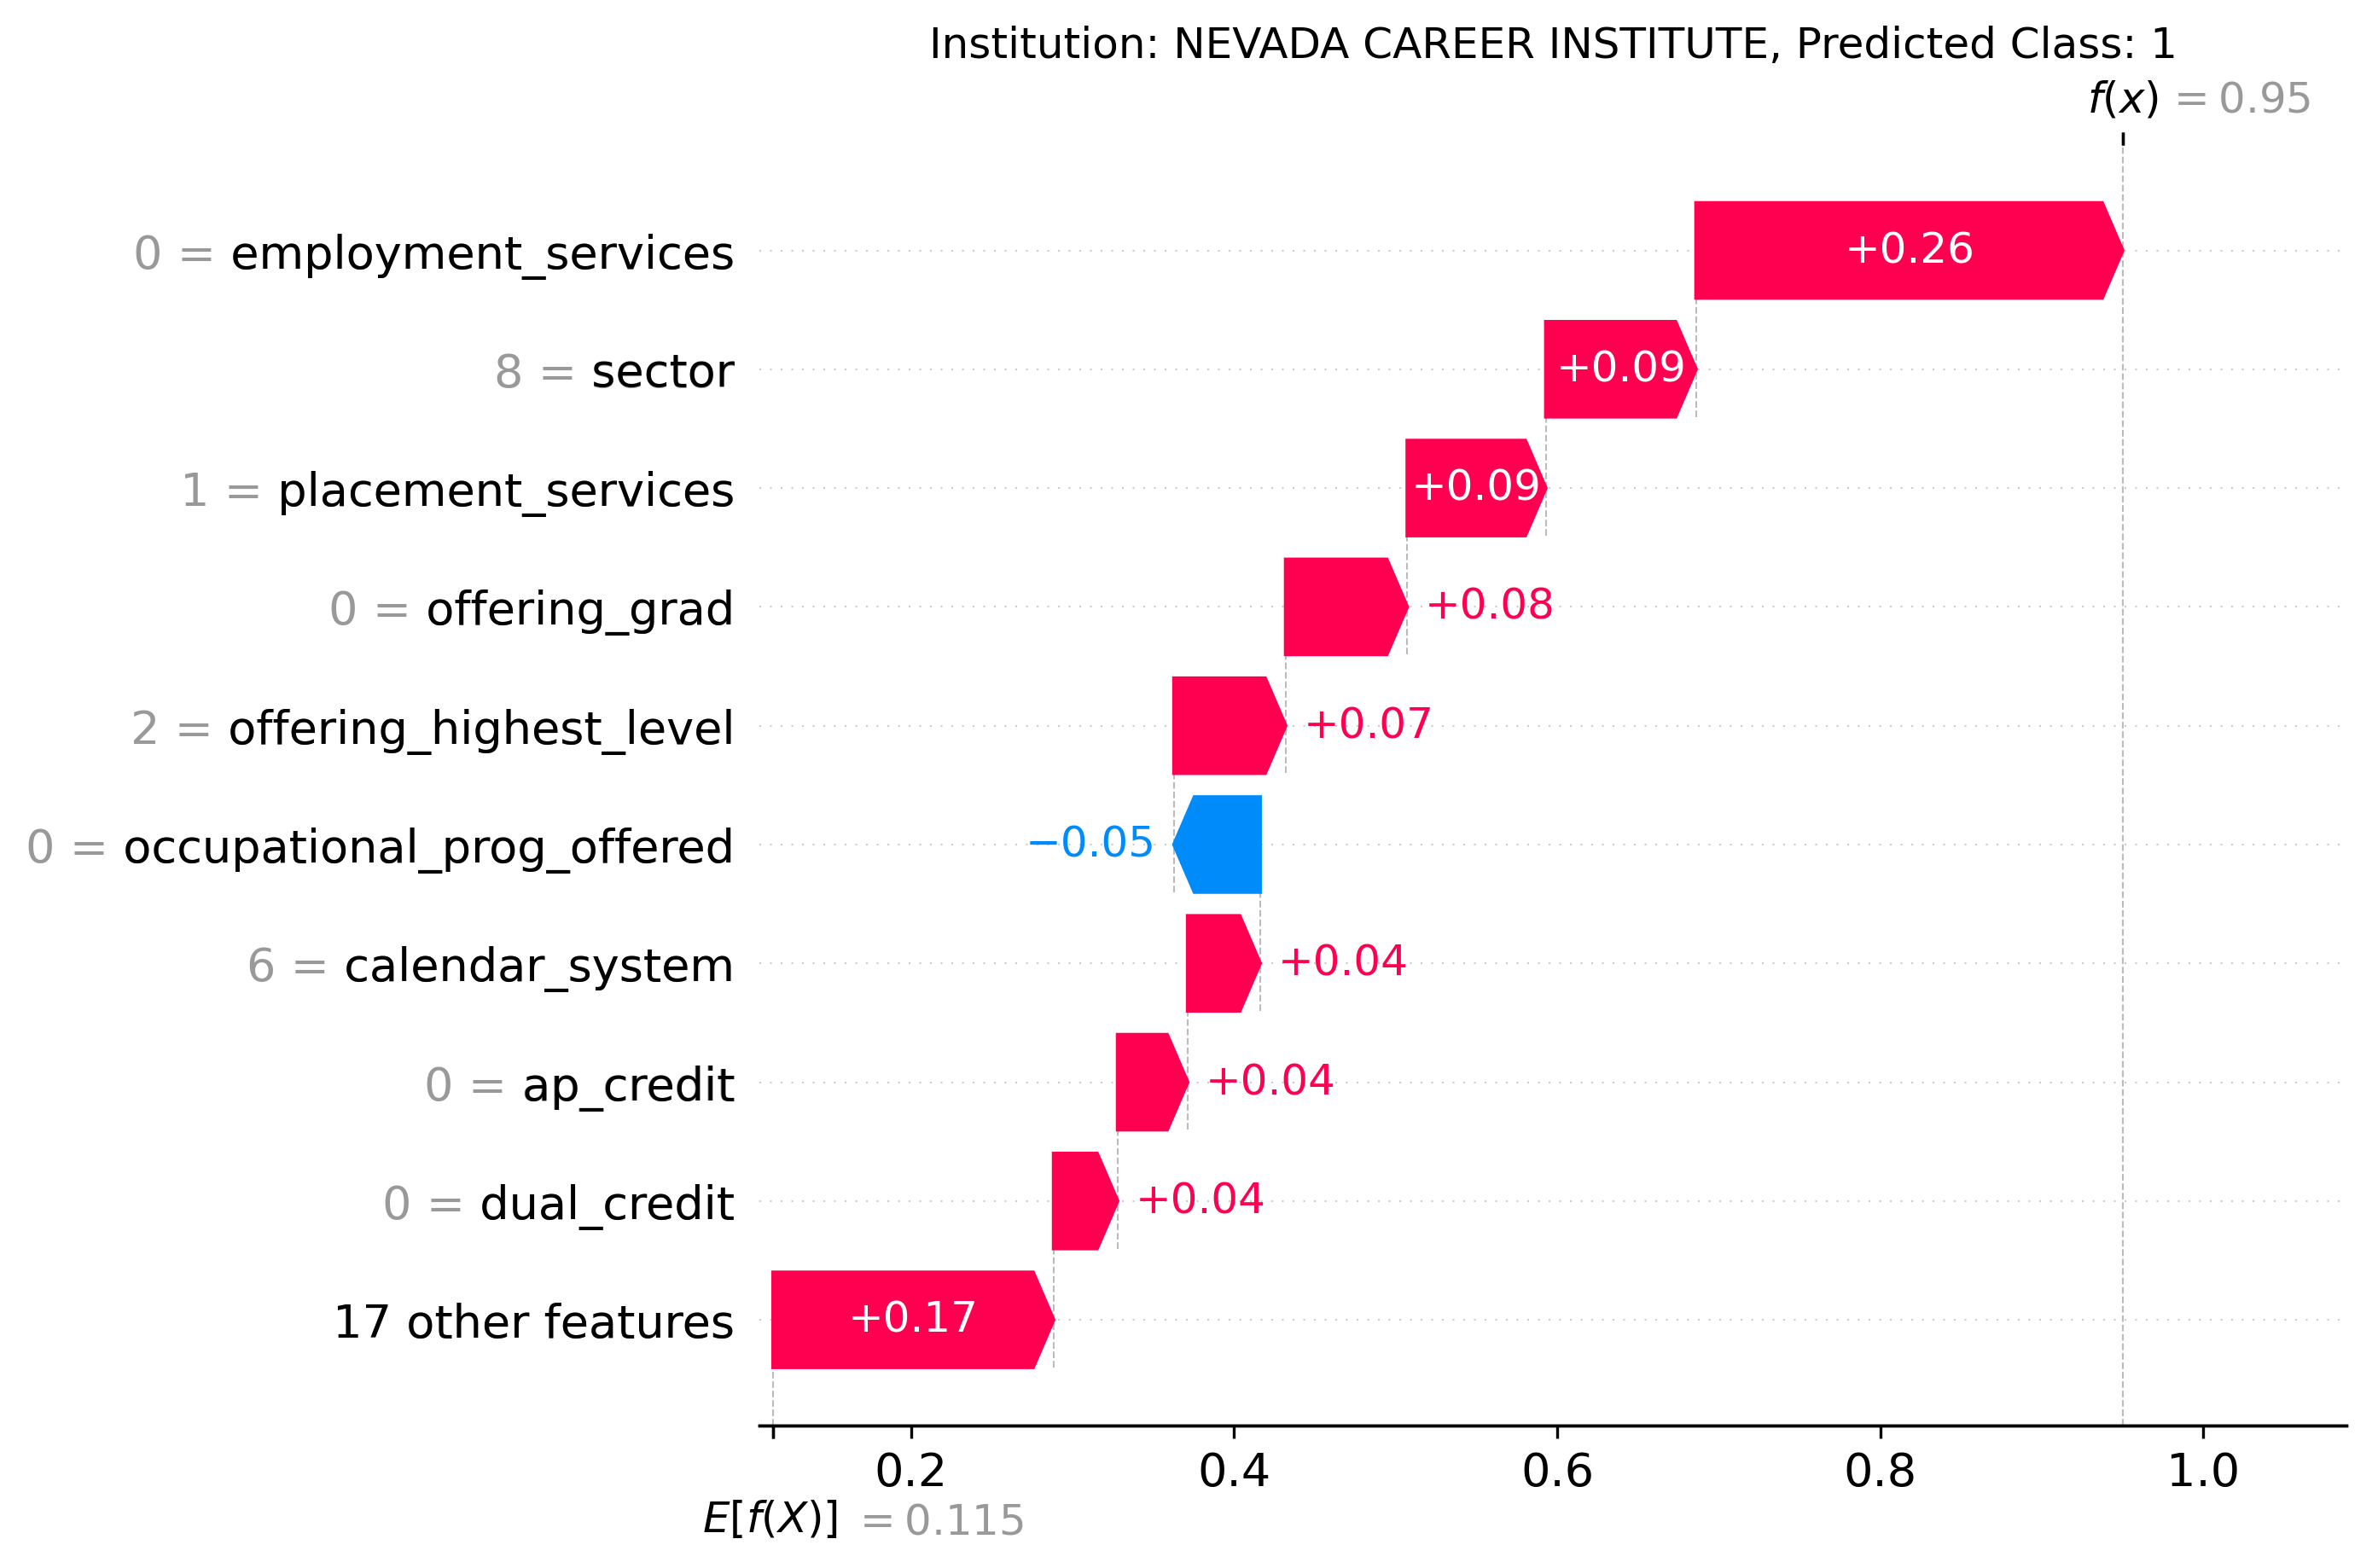 Institution: NEVADA CAREER INSTITUTE, Predicted Class: 1
f(x) = 0.95
0 = employment_services +0.26
8 = sector +0.09
1 = placement_services +0.09
0 = offering_grad +0.08
2 = offering_highest_level +0.07
0 = occupational_prog_offered −0.05
6 = calendar_system +0.04
0 = ap_credit +0.04
0 = dual_credit +0.04
17 other features +0.17
0.2 0.4 0.6 0.8 1.0
E[f(X)] = 0.115